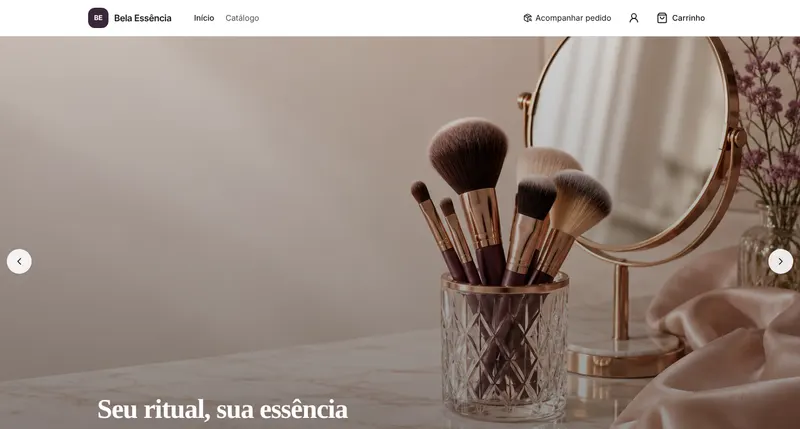 BE Bela Essência Início Catálogo Acompanhar pedido Carrinho
Seu ritual, sua essência